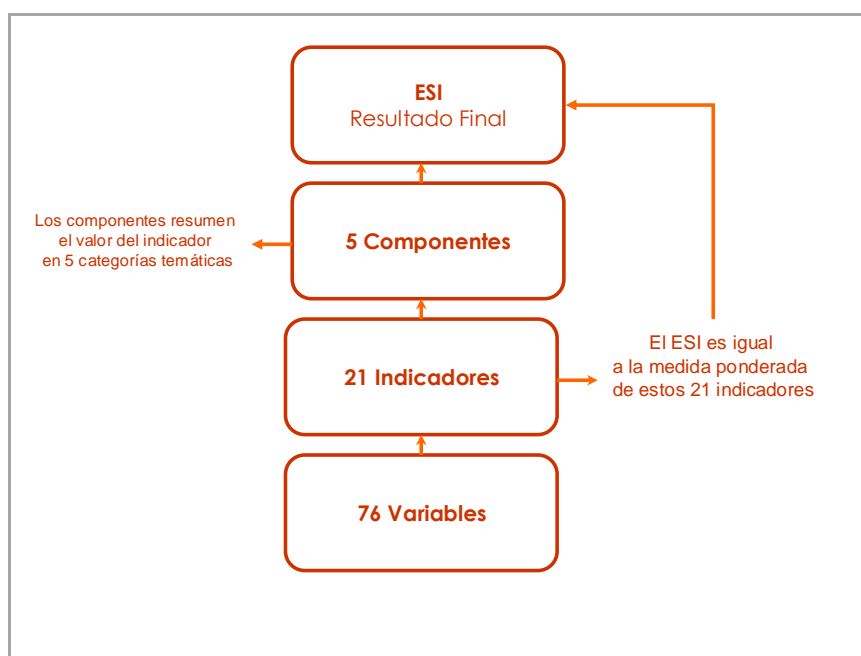 ESI
Resultado Final
Los componentes resumen
el valor del indicador
en 5 categorías temáticas
5 Componentes
21 Indicadores
El ESI es igual
a la medida ponderada
de estos 21 indicadores
76 Variables